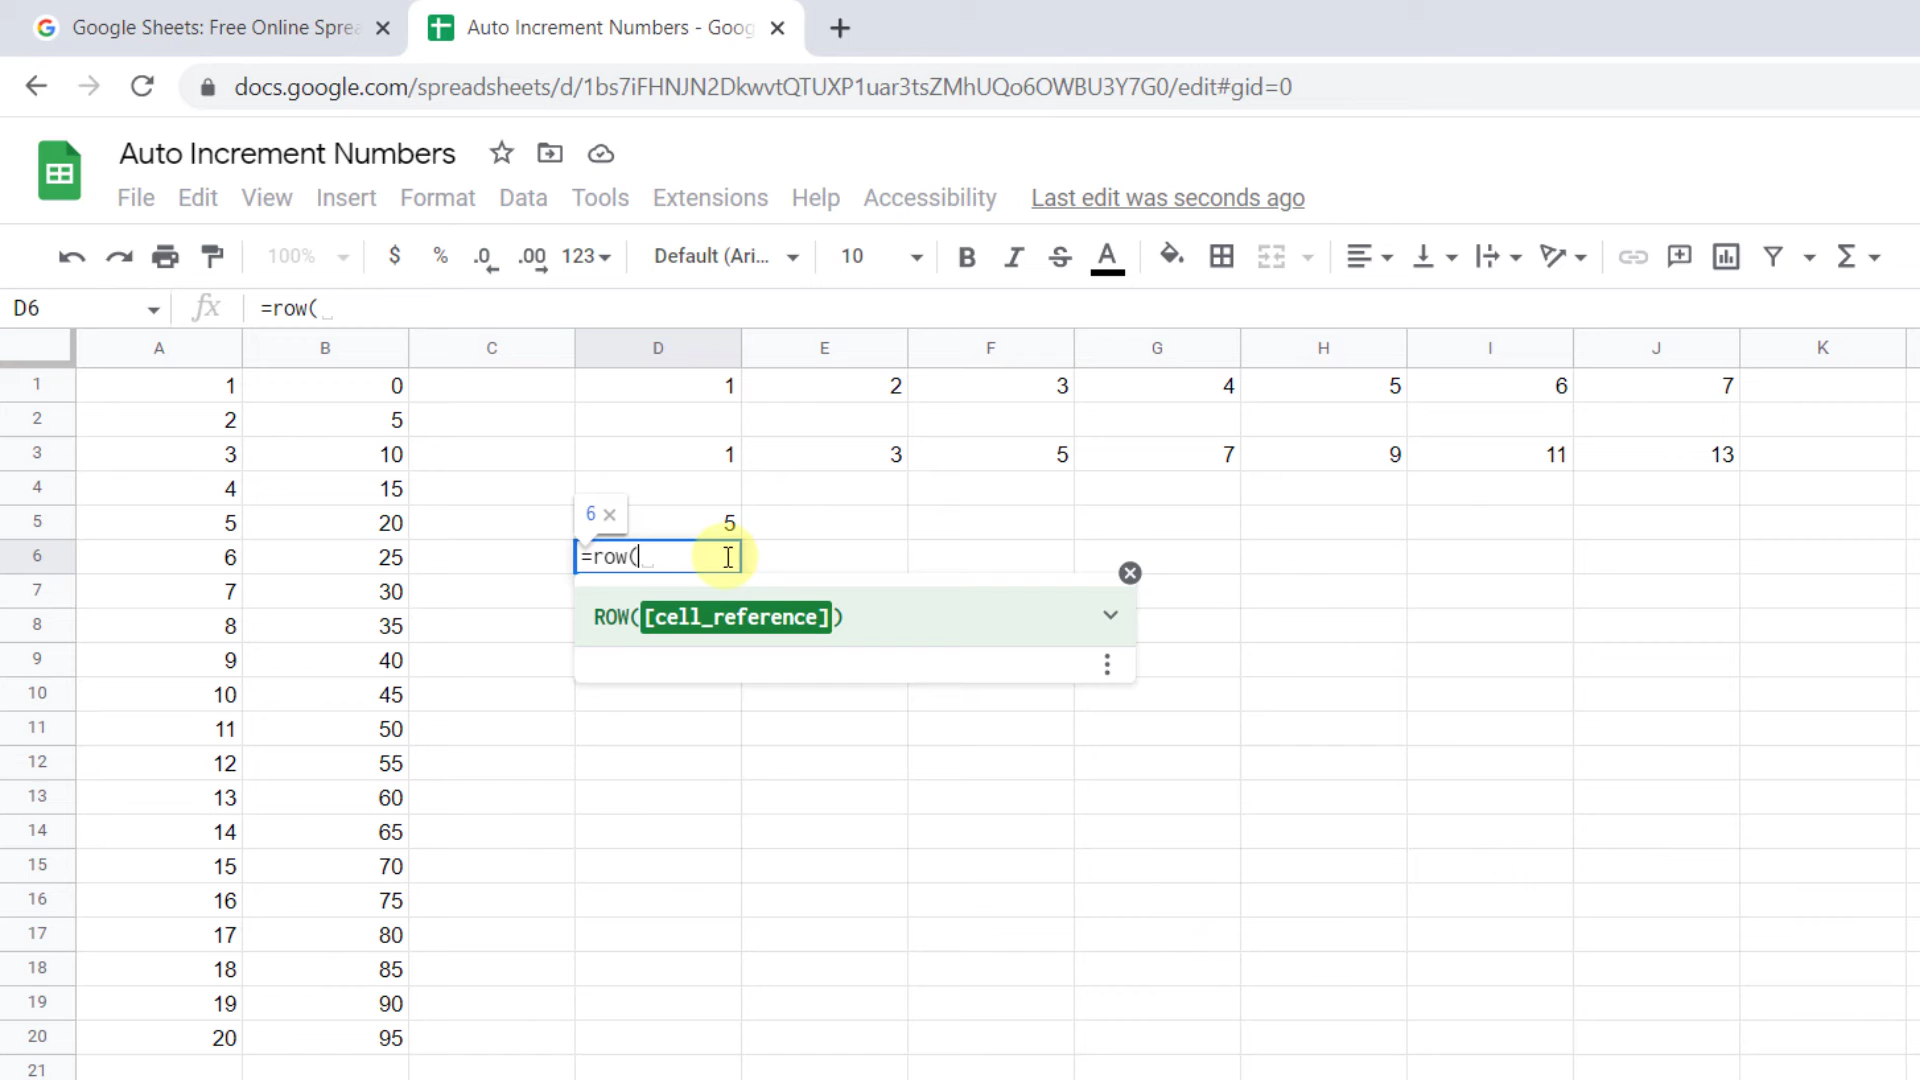 Google Sheets: Free Online Sprea
Auto Increment Numbers - Goog
docs.google.com/spreadsheets/d/1bs7iFHNJN2DkwvtQTUXP1uar3tsZMhUQo6OWBU3Y7G0/edit#gid=0
Auto Increment Numbers
File Edit View Insert Format Data Tools Extensions Help Accessibility Last edit was seconds ago
100% $ % .0 .00 123 Default (Ari... 10 B I S A Σ
D6 fx =row(
A B C D E F G H I J K
1 1 0 1 2 3 4 5 6 7
2 2 5
3 3 10 1 3 5 7 9 11 13
4 4 15
6
5 5 20 5
6 6 25 =row(
7 7 30
ROW([cell_reference])
8 8 35
9 9 40
10 10 45
11 11 50
12 12 55
13 13 60
14 14 65
15 15 70
16 16 75
17 17 80
18 18 85
19 19 90
20 20 95
21